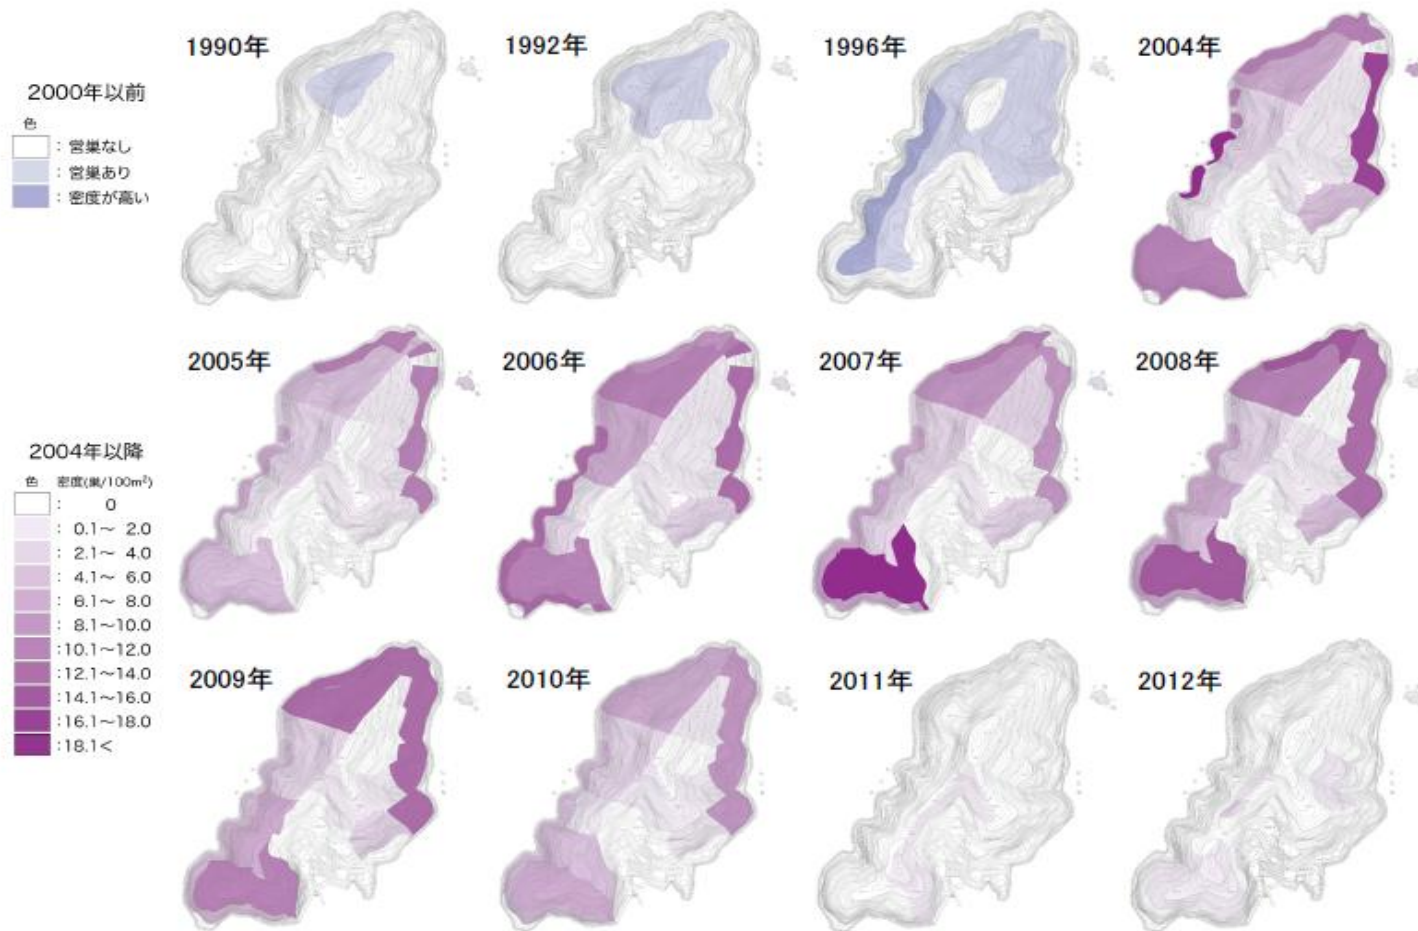 1990年
1992年
1996年
2004年
2000年以前
色
: 営巣なし
: 営巣あり
: 密度が高い
2005年
2006年
2007年
2008年
2004年以降
色 密度(巣/100m²)
: 0
: 0.1～ 2.0
: 2.1～ 4.0
: 4.1～ 6.0
: 6.1～ 8.0
: 8.1～10.0
:10.1～12.0
:12.1～14.0
:14.1～16.0
:16.1～18.0
:18.1<
2009年
2010年
2011年
2012年